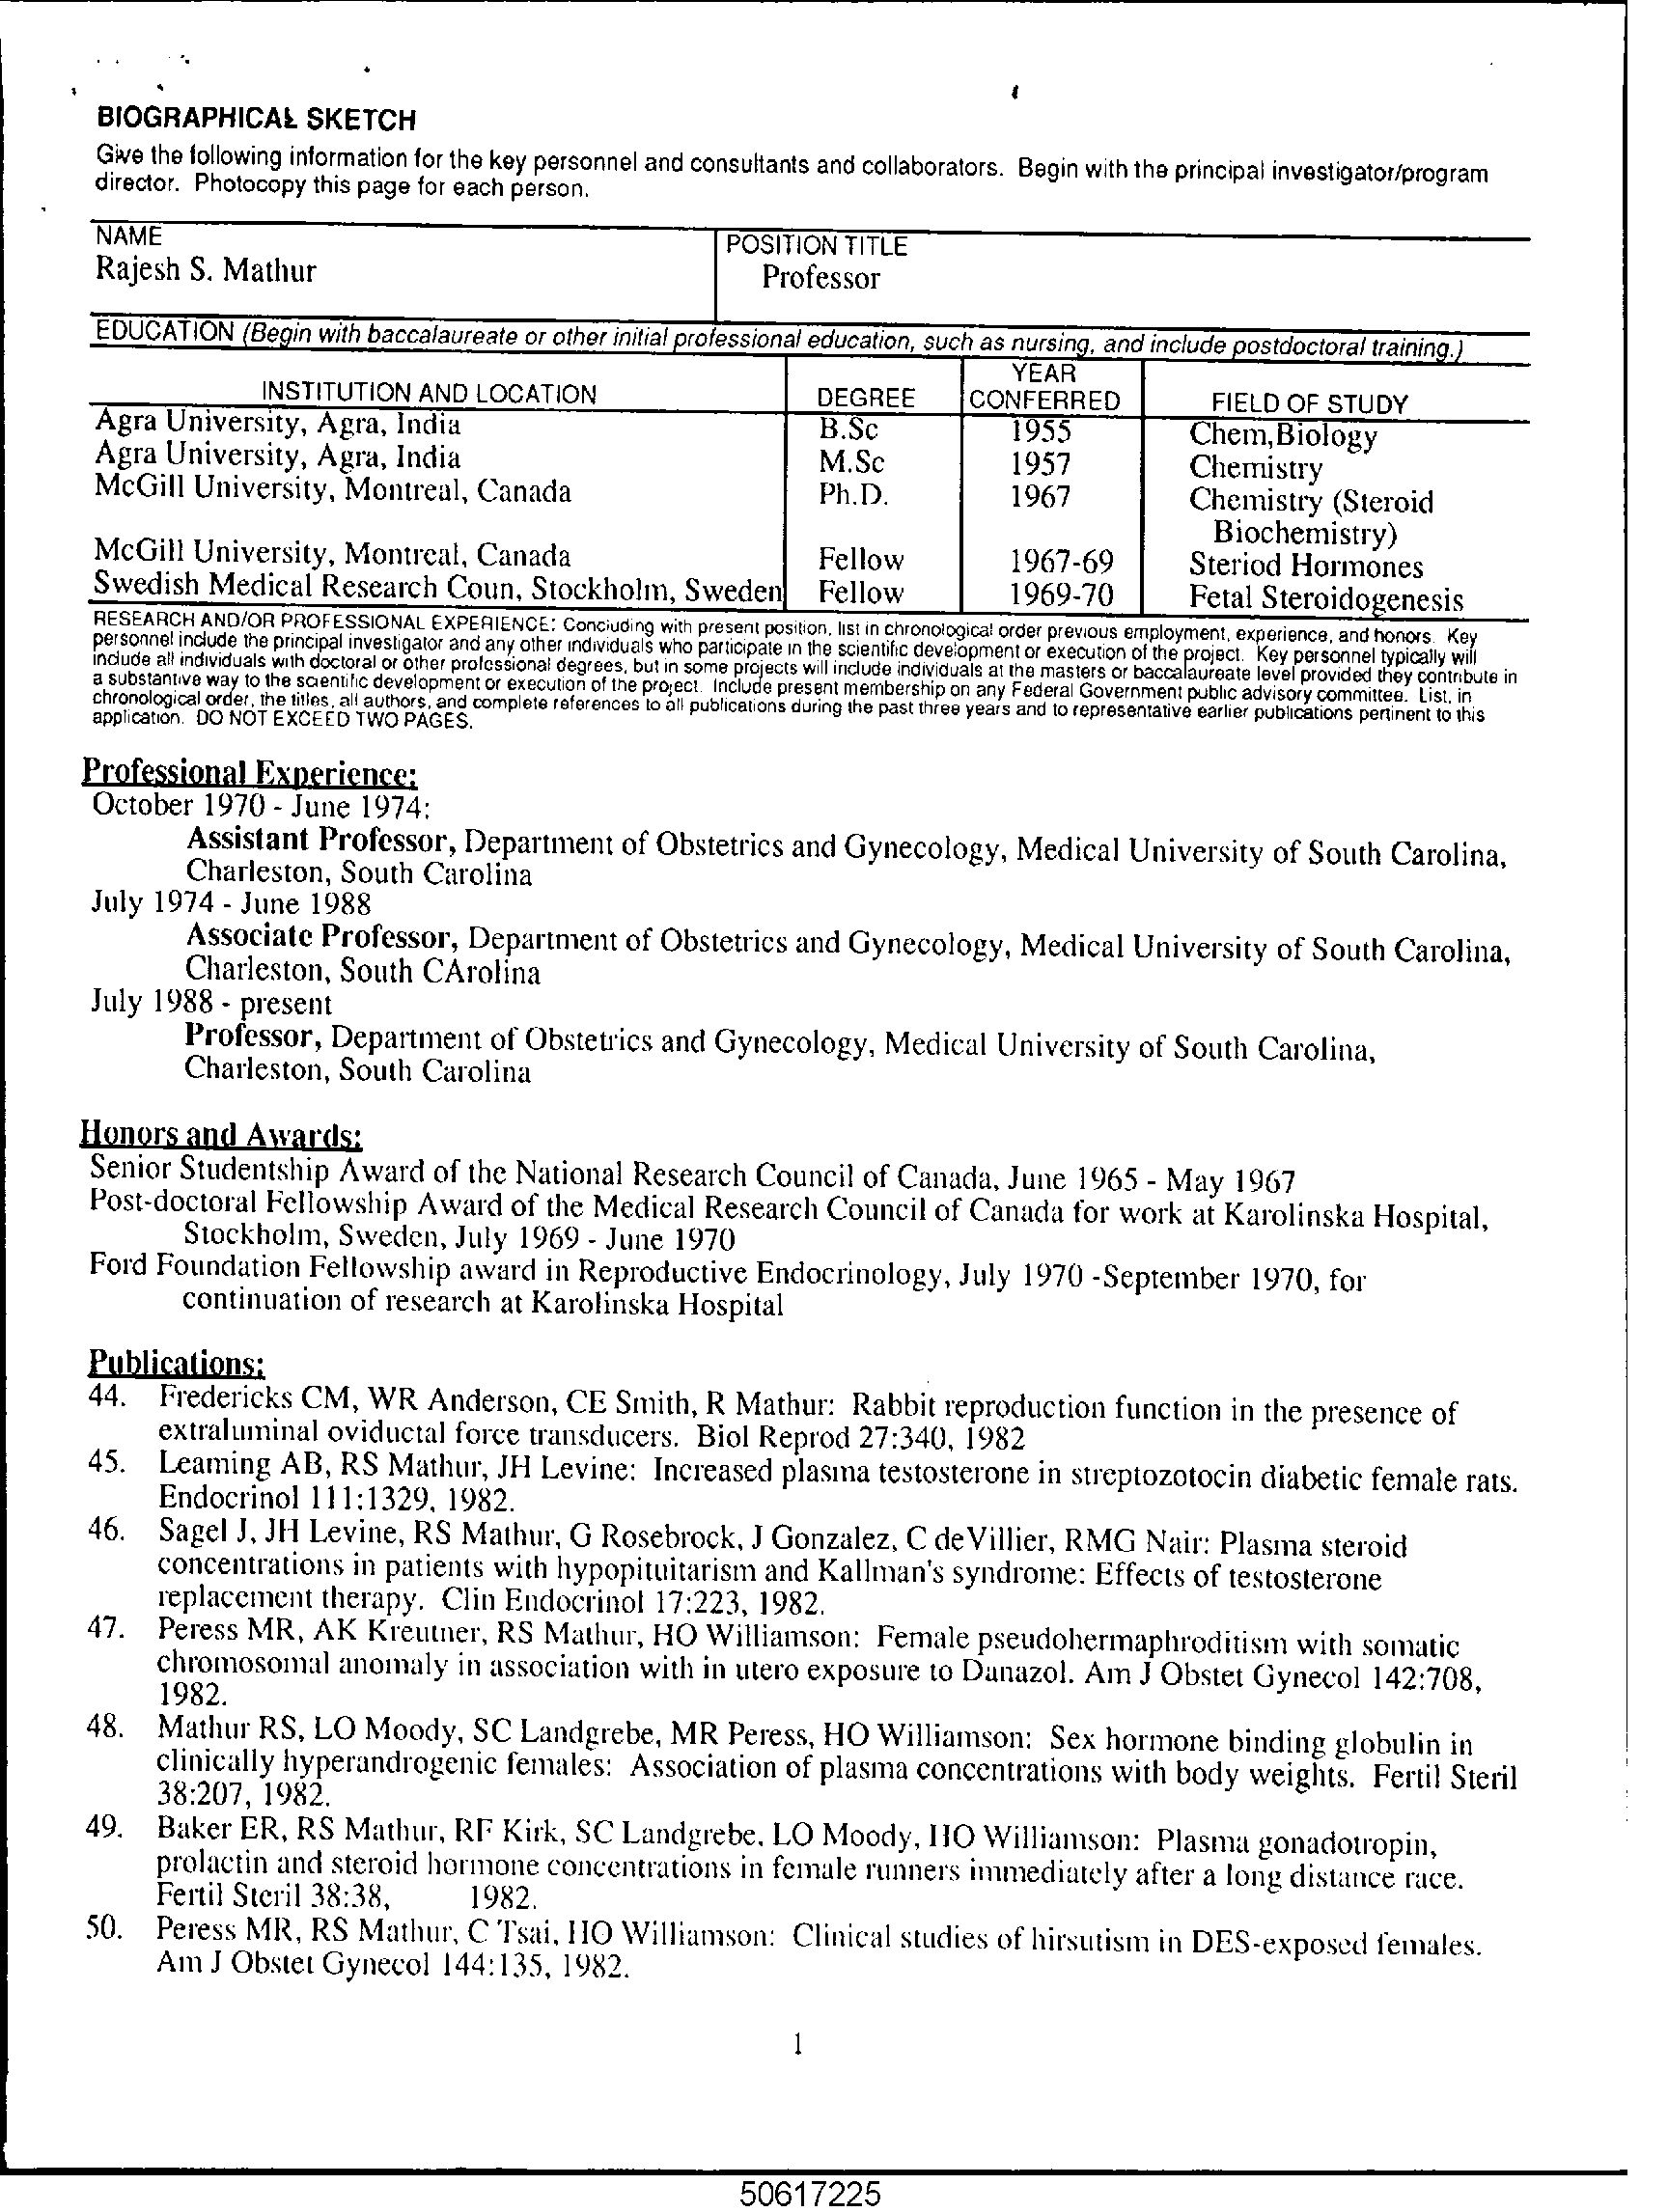 BIOGRAPHICAL SKETCH
Give the following information for the key personnel and consultants and collaborators. Begin with the principal investigator/program
director. Photocopy this page for each person.
NAME
Rajesh S. Mathur
POSITION TITLE
Professor
EDUCATION (Begin with baccalaureate or other initial professional education, such as nursing, and include postdoctoral training.)
INSTITUTION AND LOCATION DEGREE YEAR CONFERRED FIELD OF STUDY
Agra University, Agra, India B.Sc 1955 Chem,Biology
Agra University, Agra, India M.Sc 1957 Chemistry
McGill University, Montreal, Canada Ph.D. 1967 Chemistry (Steroid
Biochemistry)
McGill University, Montreal, Canada Fellow 1967-69 Steriod Hormones
Swedish Medical Research Coun, Stockholm, Sweden Fellow 1969-70 Fetal Steroidogenesis
RESEARCH AND/OR PROFESSIONAL EXPERIENCE: Concluding with present position, list in chronological order previous employment, experience, and honors. Key
personnel include the principal investigator and any other individuals who participate in the scientific development or execution of the project. Key personnel typically will
include all individuals with doctoral or other professional degrees, but in some projects will include individuals at the masters or baccalaureate level provided they contribute in
a substantive way to the scientific development or execution of the project. Include present membership on any Federal Government public advisory committee. List, in
chronological order, the titles, all authors, and complete references to all publications during the past three years and to representative earlier publications pertinent to this
application. DO NOT EXCEED TWO PAGES.
Professional Experience:
October 1970 - June 1974:
Assistant Professor, Department of Obstetrics and Gynecology, Medical University of South Carolina,
Charleston, South Carolina
July 1974 - June 1988
Associate Professor, Department of Obstetrics and Gynecology, Medical University of South Carolina,
Charleston, South CArolina
July 1988 - present
Professor, Department of Obstetrics and Gynecology, Medical University of South Carolina,
Charleston, South Carolina
Honors and Awards:
Senior Studentship Award of the National Research Council of Canada, June 1965 - May 1967
Post-doctoral Fellowship Award of the Medical Research Council of Canada for work at Karolinska Hospital,
Stockholm, Sweden, July 1969 - June 1970
Ford Foundation Fellowship award in Reproductive Endocrinology, July 1970 -September 1970, for
continuation of research at Karolinska Hospital
Publications:
44. Fredericks CM, WR Anderson, CE Smith, R Mathur: Rabbit reproduction function in the presence of
extraluminal oviductal force transducers. Biol Reprod 27:340, 1982
45. Leaming AB, RS Mathur, JH Levine: Increased plasma testosterone in streptozotocin diabetic female rats.
Endocrinol 111:1329, 1982.
46. Sagel J, JH Levine, RS Mathur, G Rosebrock, J Gonzalez, C deVillier, RMG Nair: Plasma steroid
concentrations in patients with hypopituitarism and Kallman's syndrome: Effects of testosterone
replacement therapy. Clin Endocrinol 17:223, 1982.
47. Peress MR, AK Kreutner, RS Mathur, HO Williamson: Female pseudohermaphroditism with somatic
chromosomal anomaly in association with in utero exposure to Danazol. Am J Obstet Gynecol 142:708,
1982.
48. Mathur RS, LO Moody, SC Landgrebe, MR Peress, HO Williamson: Sex hormone binding globulin in
clinically hyperandrogenic females: Association of plasma concentrations with body weights. Fertil Steril
38:207, 1982.
49. Baker ER, RS Mathur, RF Kirk, SC Landgrebe, LO Moody, HO Williamson: Plasma gonadotropin,
prolactin and steroid hormone concentrations in female runners immediately after a long distance race.
Fertil Steril 38:38, 1982.
50. Peress MR, RS Mathur, C Tsai, HO Williamson: Clinical studies of hirsutism in DES-exposed females.
Am J Obstet Gynecol 144:135, 1982.
1
50617225